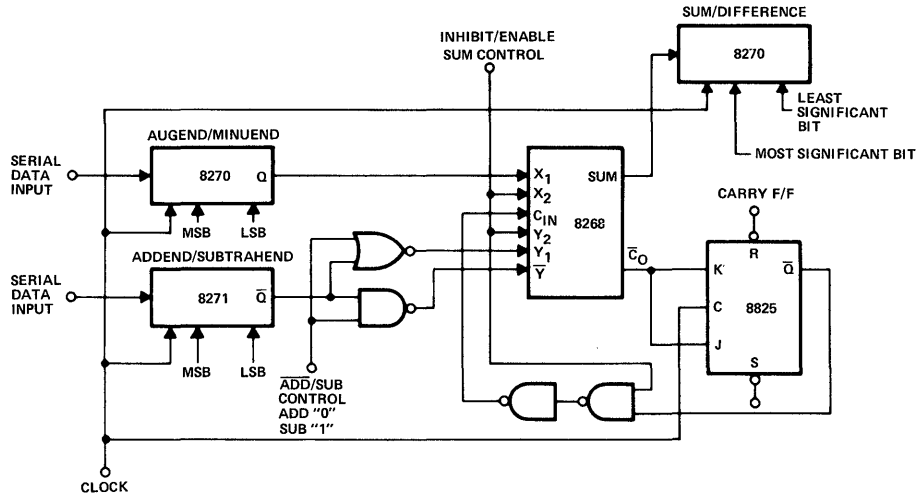 SUM/DIFFERENCE
8270
INHIBIT/ENABLE
SUM CONTROL
LEAST
SIGNIFICANT
BIT
MOST SIGNIFICANT BIT
AUGEND/MINUEND
SERIAL
DATA
INPUT
8270
Q
MSB
LSB
ADDEND/SUBTRAHEND
SERIAL
DATA
INPUT
8271
Q̅
MSB
LSB
X1
X2
CIN
Y2
Y1
Y̅
SUM
8268
C̅O
CARRY F/F
R
K
Q̅
C
8825
J
S
A̅D̅D̅/SUB
CONTROL
ADD "0"
SUB "1"
CLOCK